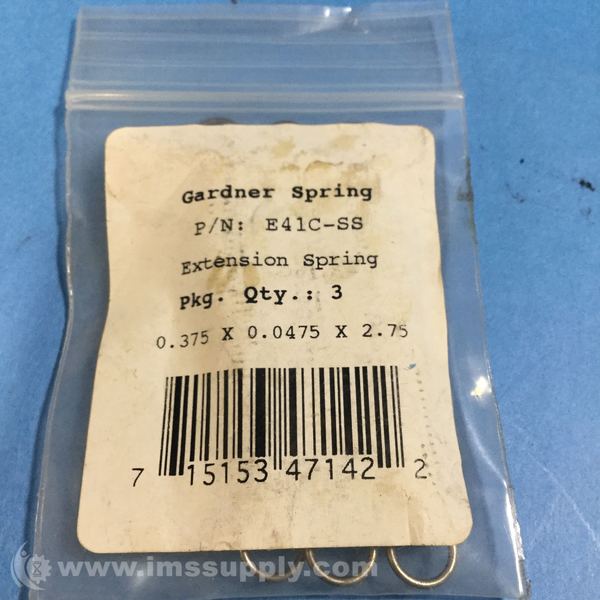 Gardner Spring
P/N: E41C-SS
Extension Spring
Pkg. Qty.: 3
0.375 X 0.0475 X 2.75
7 15153 47142 2
www.imssupply.com